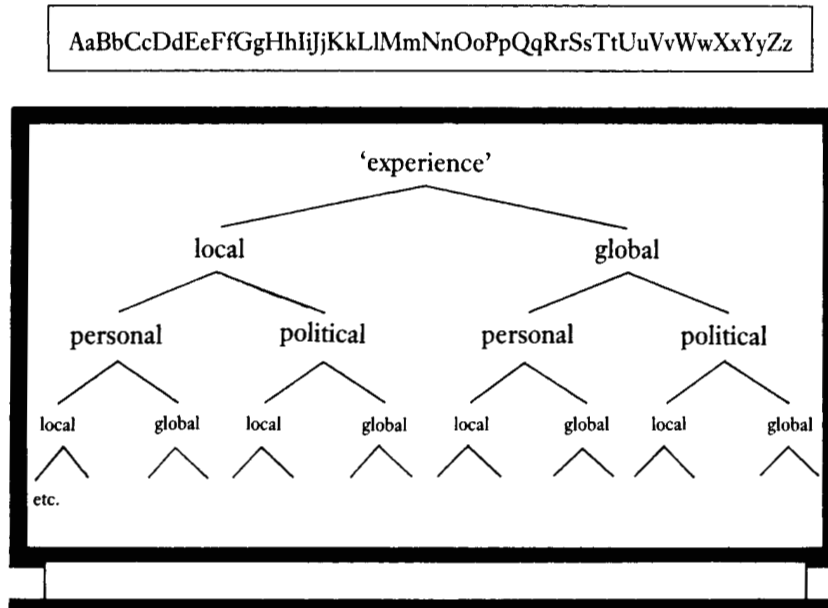 AaBbCcDdEeFfGgHhIiJjKkLlMmNnOoPpQqRrSsTtUuVvWwXxYyZz
‘experience’
local global
personal political personal political
local global local global local global local global
etc.